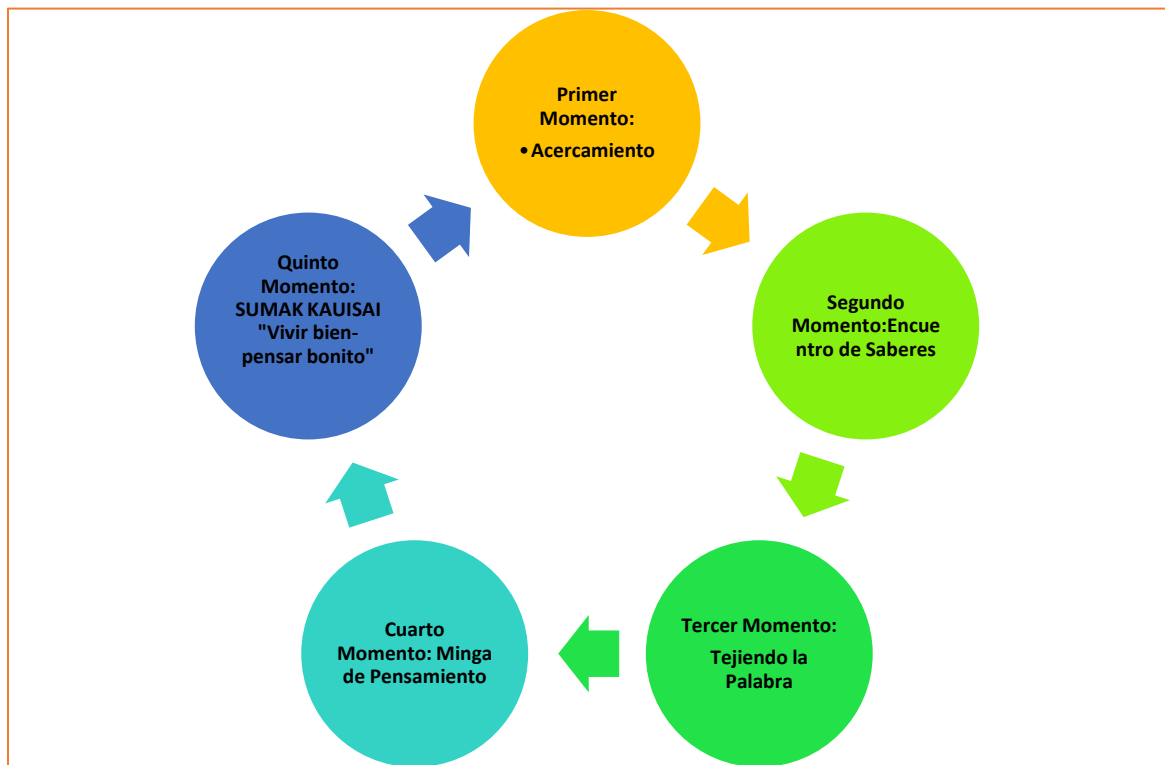 Primer
Momento:
•Acercamiento
Segundo
Momento:Encue
ntro de Saberes
Tercer Momento:
Tejiendo la
Palabra
Cuarto
Momento: Minga
de Pensamiento
Quinto
Momento:
SUMAK KAUISAI
"Vivir bien-
pensar bonito"